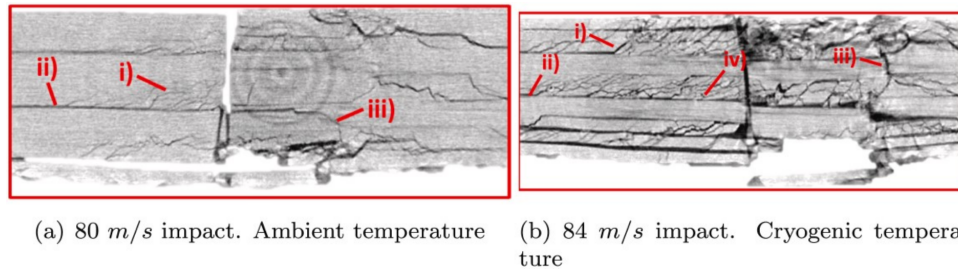 ii)
i)
iii)
i)
ii)
iv)
iii)
(a) 80 m/s impact. Ambient temperature
(b) 84 m/s impact. Cryogenic tempera-
ture